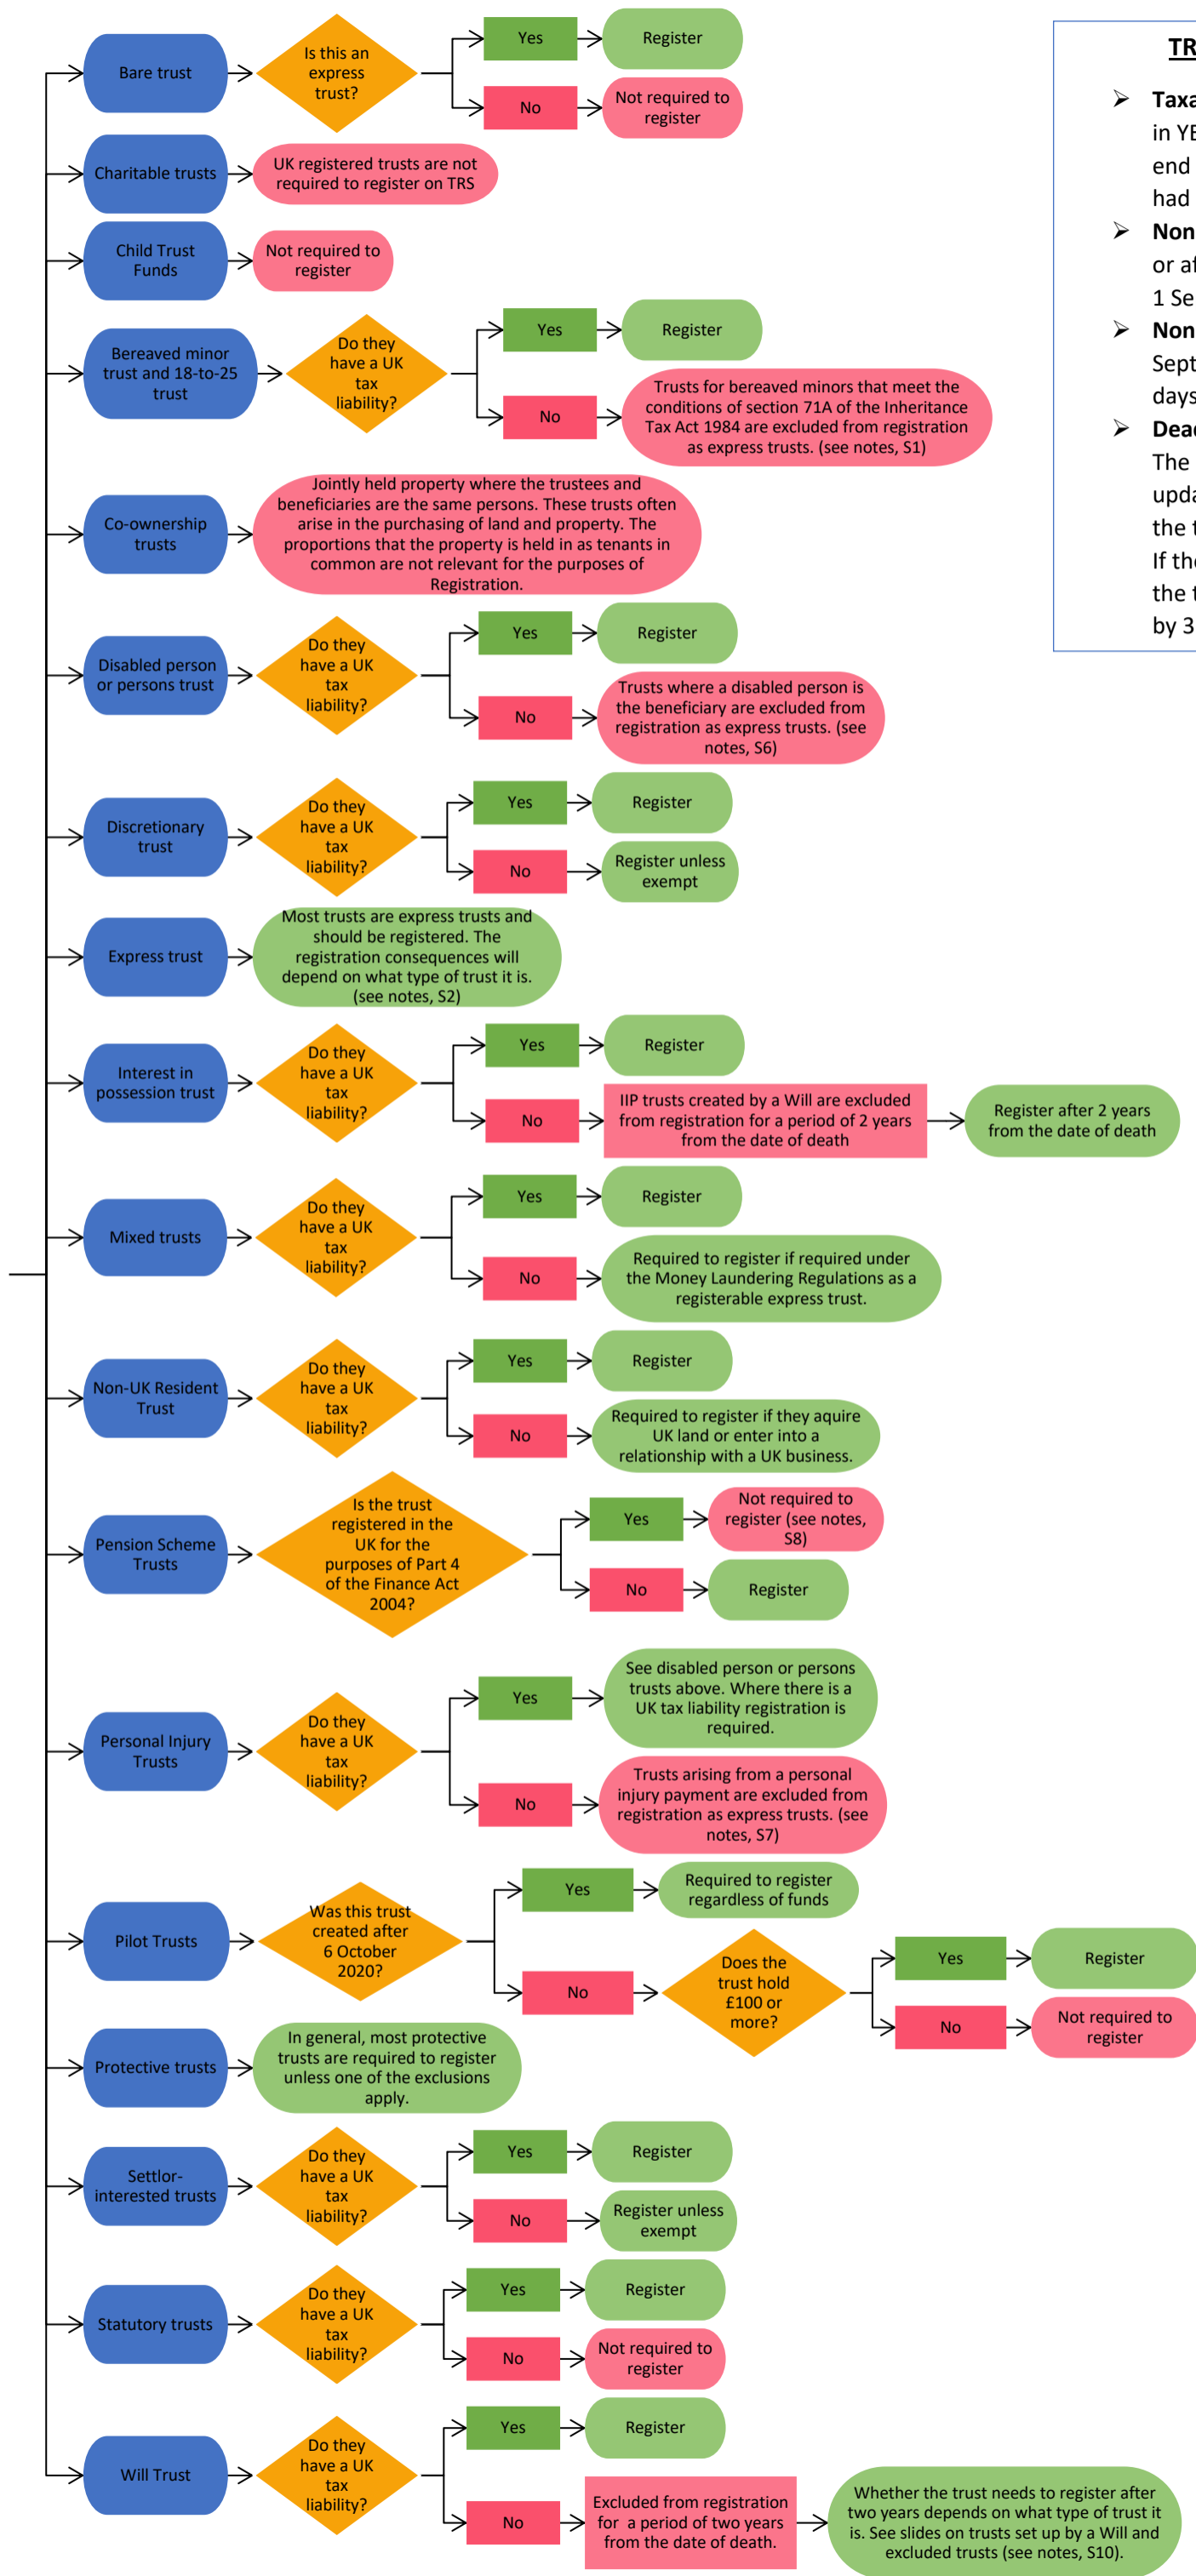 Bare trust
Is this an
express
trust?
Yes
Register
No
Not required to
register
Charitable trusts
UK registered trusts are not
required to register on TRS
Child Trust
Funds
Not required to
register
Bereaved minor
trust and 18-to-25
trust
Do they
have a UK
tax
liability?
Yes
Register
No
Trusts for bereaved minors that meet the
conditions of section 71A of the Inheritance
Tax Act 1984 are excluded from registration
as express trusts. (see notes, S1)
Co-ownership
trusts
Jointly held property where the trustees and
beneficiaries are the same persons. These trusts often
arise in the purchasing of land and property. The
proportions that the property is held in as tenants in
common are not relevant for the purposes of
Registration.
Disabled person
or persons trust
Do they
have a UK
tax
liability?
Yes
Register
No
Trusts where a disabled person is
the beneficiary are excluded from
registration as express trusts. (see
notes, S6)
Discretionary
trust
Do they
have a UK
tax
liability?
Yes
Register
No
Register unless
exempt
Express trust
Most trusts are express trusts and
should be registered. The
registration consequences will
depend on what type of trust it is.
(see notes, S2)
Interest in
possession trust
Do they
have a UK
tax
liability?
Yes
Register
No
IIP trusts created by a Will are excluded
from registration for a period of 2 years
from the date of death
Register after 2 years
from the date of death
Mixed trusts
Do they
have a UK
tax
liability?
Yes
Register
No
Required to register if required under
the Money Laundering Regulations as a
registerable express trust.
Non-UK Resident
Trust
Do they
have a UK
tax
liability?
Yes
Register
No
Required to register if they aquire
UK land or enter into a
relationship with a UK business.
Pension Scheme
Trusts
Is the trust
registered in the
UK for the
purposes of Part 4
of the Finance Act
2004?
Yes
Not required to
register (see notes,
S8)
No
Register
Personal Injury
Trusts
Do they
have a UK
tax
liability?
Yes
See disabled person or persons
trusts above. Where there is a
UK tax liability registration is
required.
No
Trusts arising from a personal
injury payment are excluded from
registration as express trusts. (see
notes, S7)
Pilot Trusts
Was this trust
created after
6 October
2020?
Yes
Required to register
regardless of funds
No
Does the
trust hold
£100 or
more?
Yes
Register
No
Not required to
register
Protective trusts
In general, most protective
trusts are required to register
unless one of the exclusions
apply.
Settlor-
interested trusts
Do they
have a UK
tax
liability?
Yes
Register
No
Register unless
exempt
Statutory trusts
Do they
have a UK
tax
liability?
Yes
Register
No
Not required to
register
Will Trust
Do they
have a UK
tax
liability?
Yes
Register
No
Excluded from registration
for a period of two years
from the date of death.
Whether the trust needs to register after
two years depends on what type of trust it
is. See slides on trusts set up by a Will and
excluded trusts (see notes, S10).
TR
➢ Taxa
in YE
end
had
➢ Non
or af
1 Se
➢ Non
Sept
days
➢ Dead
The
upda
the t
If the
the t
by 3